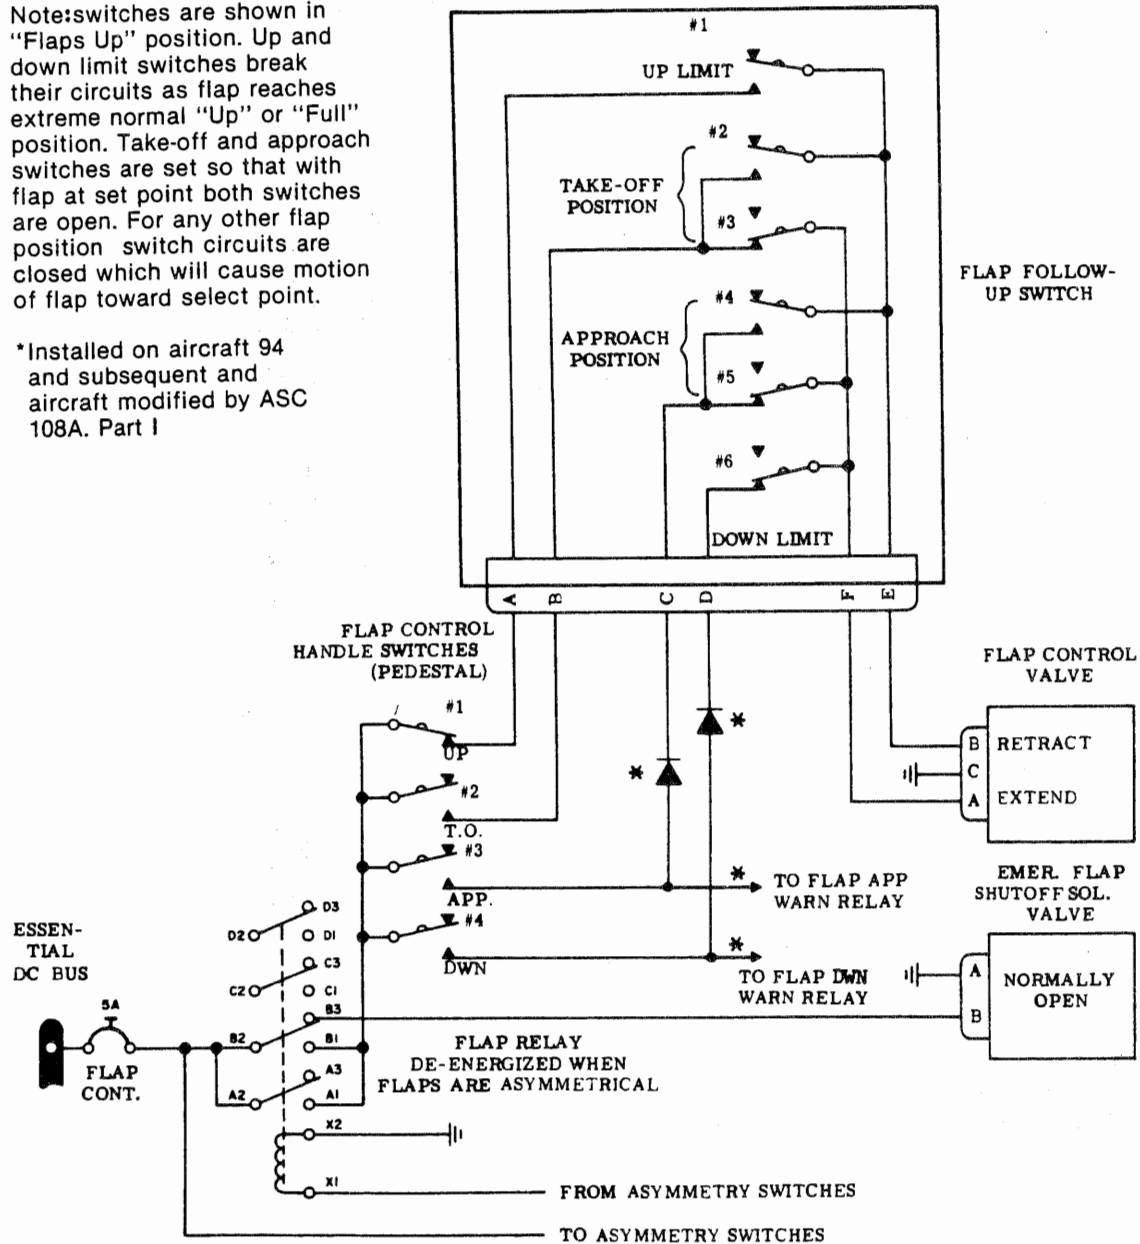 Note:switches are shown in
“Flaps Up” position. Up and
down limit switches break
their circuits as flap reaches
extreme normal “Up” or “Full”
position. Take-off and approach
switches are set so that with
flap at set point both switches
are open. For any other flap
position switch circuits are
closed which will cause motion
of flap toward select point.
*Installed on aircraft 94
and subsequent and
aircraft modified by ASC
108A. Part I
#1
UP LIMIT
#2
TAKE-OFF
POSITION
#3
#4
APPROACH
POSITION
#5
#6
DOWN LIMIT
FLAP FOLLOW-
UP SWITCH
A
B
C
D
F
E
FLAP CONTROL
HANDLE SWITCHES
(PEDESTAL)
#1
UP
#2
T.O.
#3
APP.
#4
DWN
*
*
*
TO FLAP APP
WARN RELAY
*
TO FLAP DWN
WARN RELAY
FLAP CONTROL
VALVE
B RETRACT
C
A EXTEND
EMER. FLAP
SHUTOFF SOL.
VALVE
A
NORMALLY
OPEN
B
ESSEN-
TIAL
DC BUS
5A
FLAP
CONT.
D3
D2
D1
C3
C2
C1
B3
B2
B1
A3
A2
A1
X2
X1
FLAP RELAY
DE-ENERGIZED WHEN
FLAPS ARE ASYMMETRICAL
FROM ASYMMETRY SWITCHES
TO ASYMMETRY SWITCHES